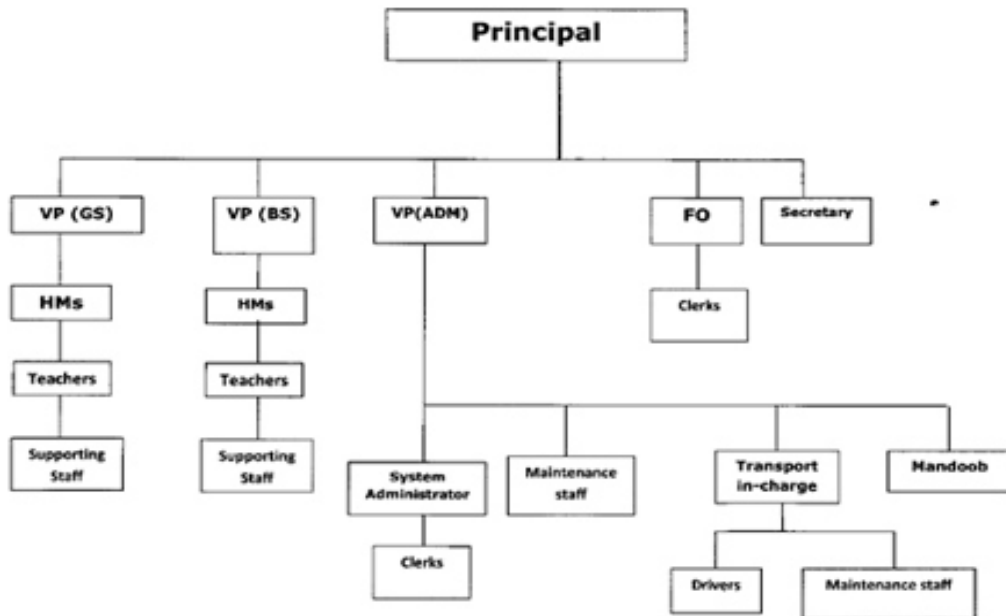 Principal
VP (GS)
VP (BS)
VP(ADM)
FO
Secretary
HMs
HMs
Clerks
Teachers
Teachers
Supporting
Staff
Supporting
Staff
System
Administrator
Maintenance
staff
Transport
in-charge
Mandoob
Clerks
Drivers
Maintenance staff